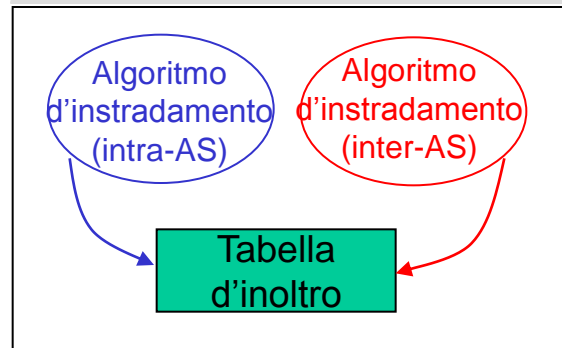 Algoritmo
d'instradamento
(intra-AS)
Algoritmo
d'instradamento
(inter-AS)
Tabella
d'inoltro